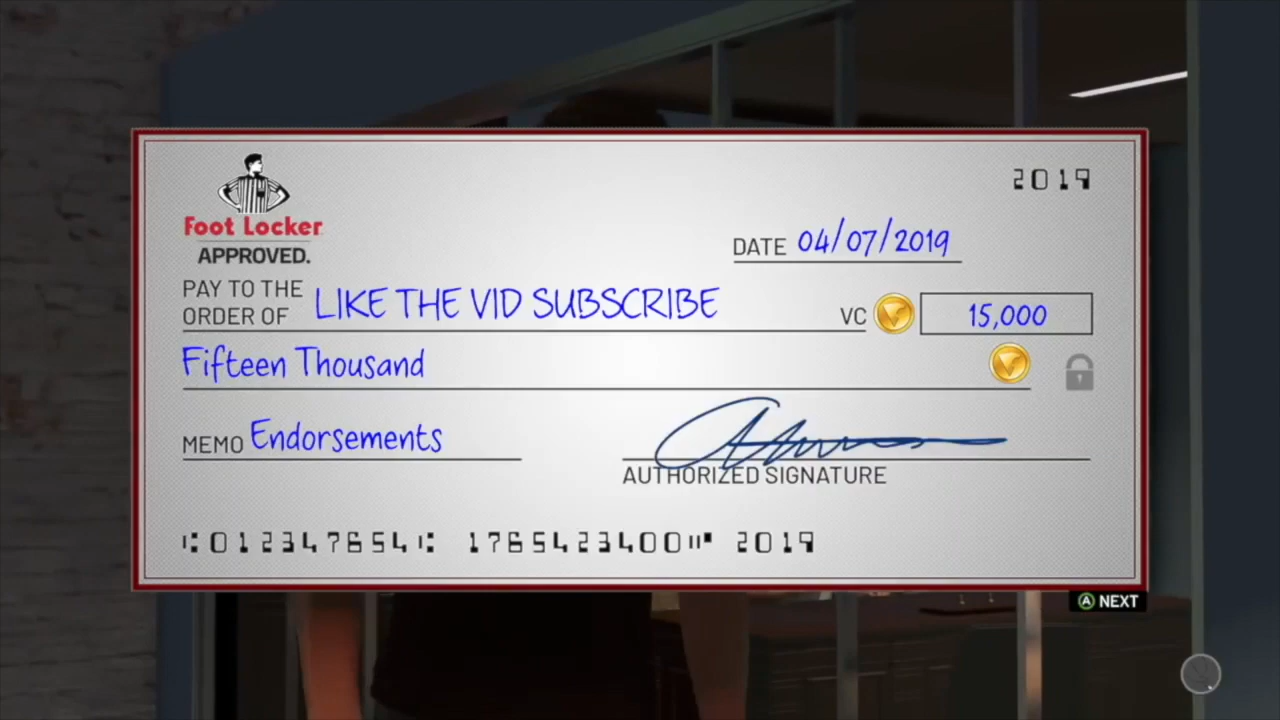 2019
Foot Locker
APPROVED.
DATE 04/07/2019
PAY TO THE
ORDER OF LIKE THE VID SUBSCRIBE VC 15,000
Fifteen Thousand
MEMO Endorsements
AUTHORIZED SIGNATURE
⑆012347654⑆ 1765423400⑈ 2019
A NEXT